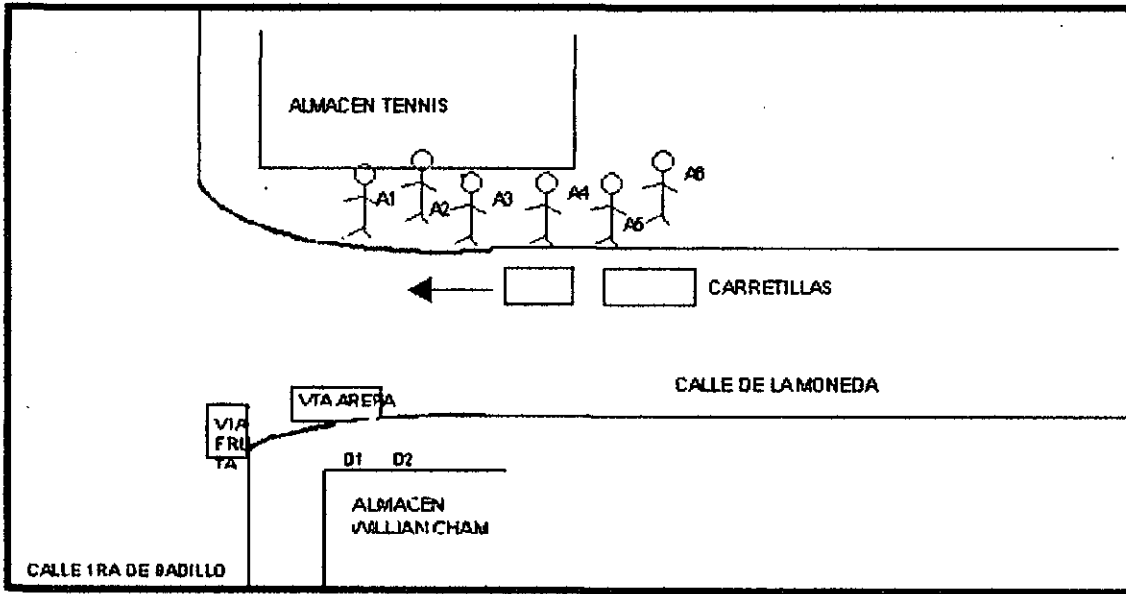 ALMACEN TENNIS
A1
A2
A3
A4
A5
A6
CARRETILLAS
CALLE DE LA MONEDA
VTA AREPA
VTA
FRU
TA
D1 D2
ALMACEN
WILLIAN CHAM
CALLE 1RA DE BADILLO